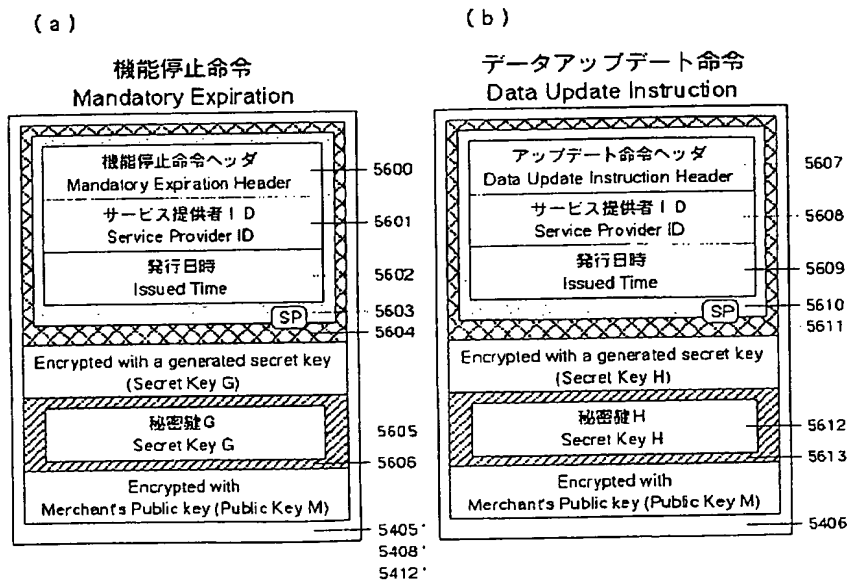 (a)
機能停止命令
Mandatory Expiration
機能停止命令ヘッダ
Mandatory Expiration Header
5600
サービス提供者ID
Service Provider ID
5601
発行日時
Issued Time
5602
5603
SP
5604
Encrypted with a generated secret key
(Secret Key G)
秘密鍵G
Secret Key G
5605
5606
Encrypted with
Merchant's Public key (Public Key M)
5405'
5408'
5412'
(b)
データアップデート命令
Data Update Instruction
アップデート命令ヘッダ
Data Update Instruction Header
5607
サービス提供者ID
Service Provider ID
5608
発行日時
Issued Time
5609
5610
SP
5611
Encrypted with a generated secret key
(Secret Key H)
秘密鍵H
Secret Key H
5612
5613
Encrypted with
Merchant's Public key (Public Key M)
5406